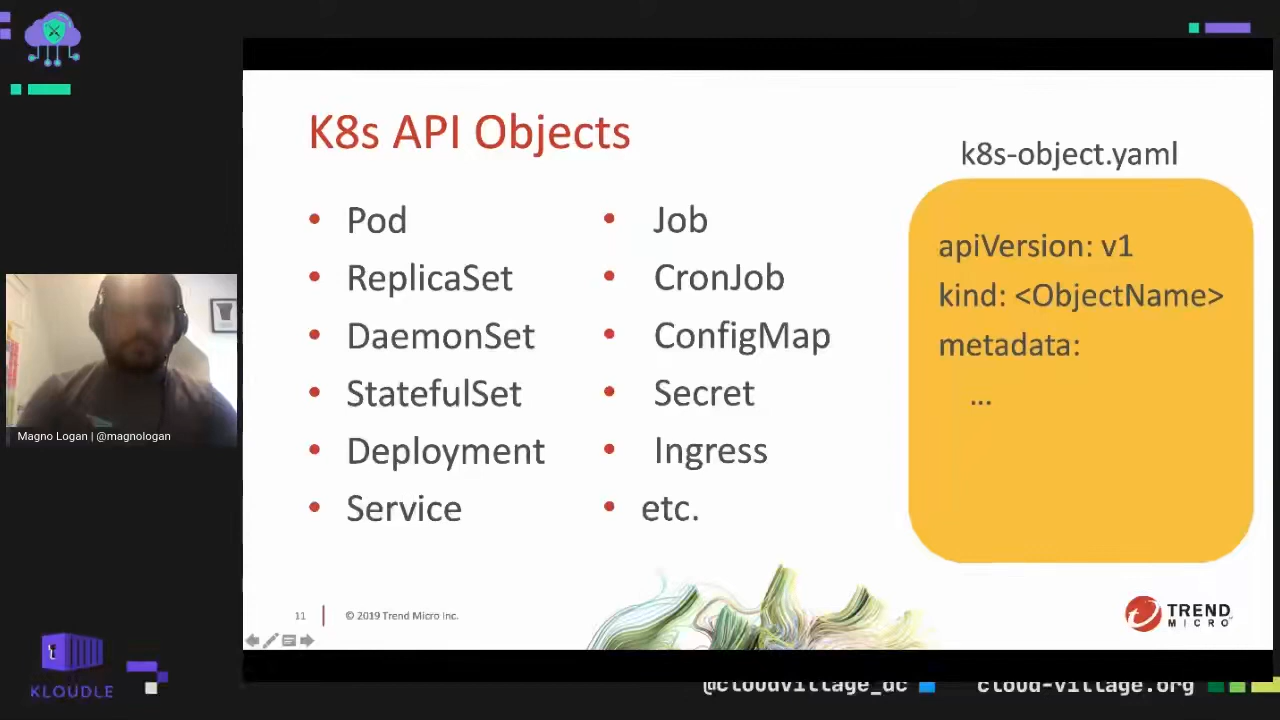 K8s API Objects
• Pod
• ReplicaSet
• DaemonSet
• StatefulSet
• Deployment
• Service
• Job
• CronJob
• ConfigMap
• Secret
• Ingress
• etc.
k8s-object.yaml
apiVersion: v1
kind: <ObjectName>
metadata:
...
Magno Logan | @magnologan
11
© 2019 Trend Micro Inc.
TREND
MICRO
KLOUDLE
@cloudvillage_dc
cloud-village.org